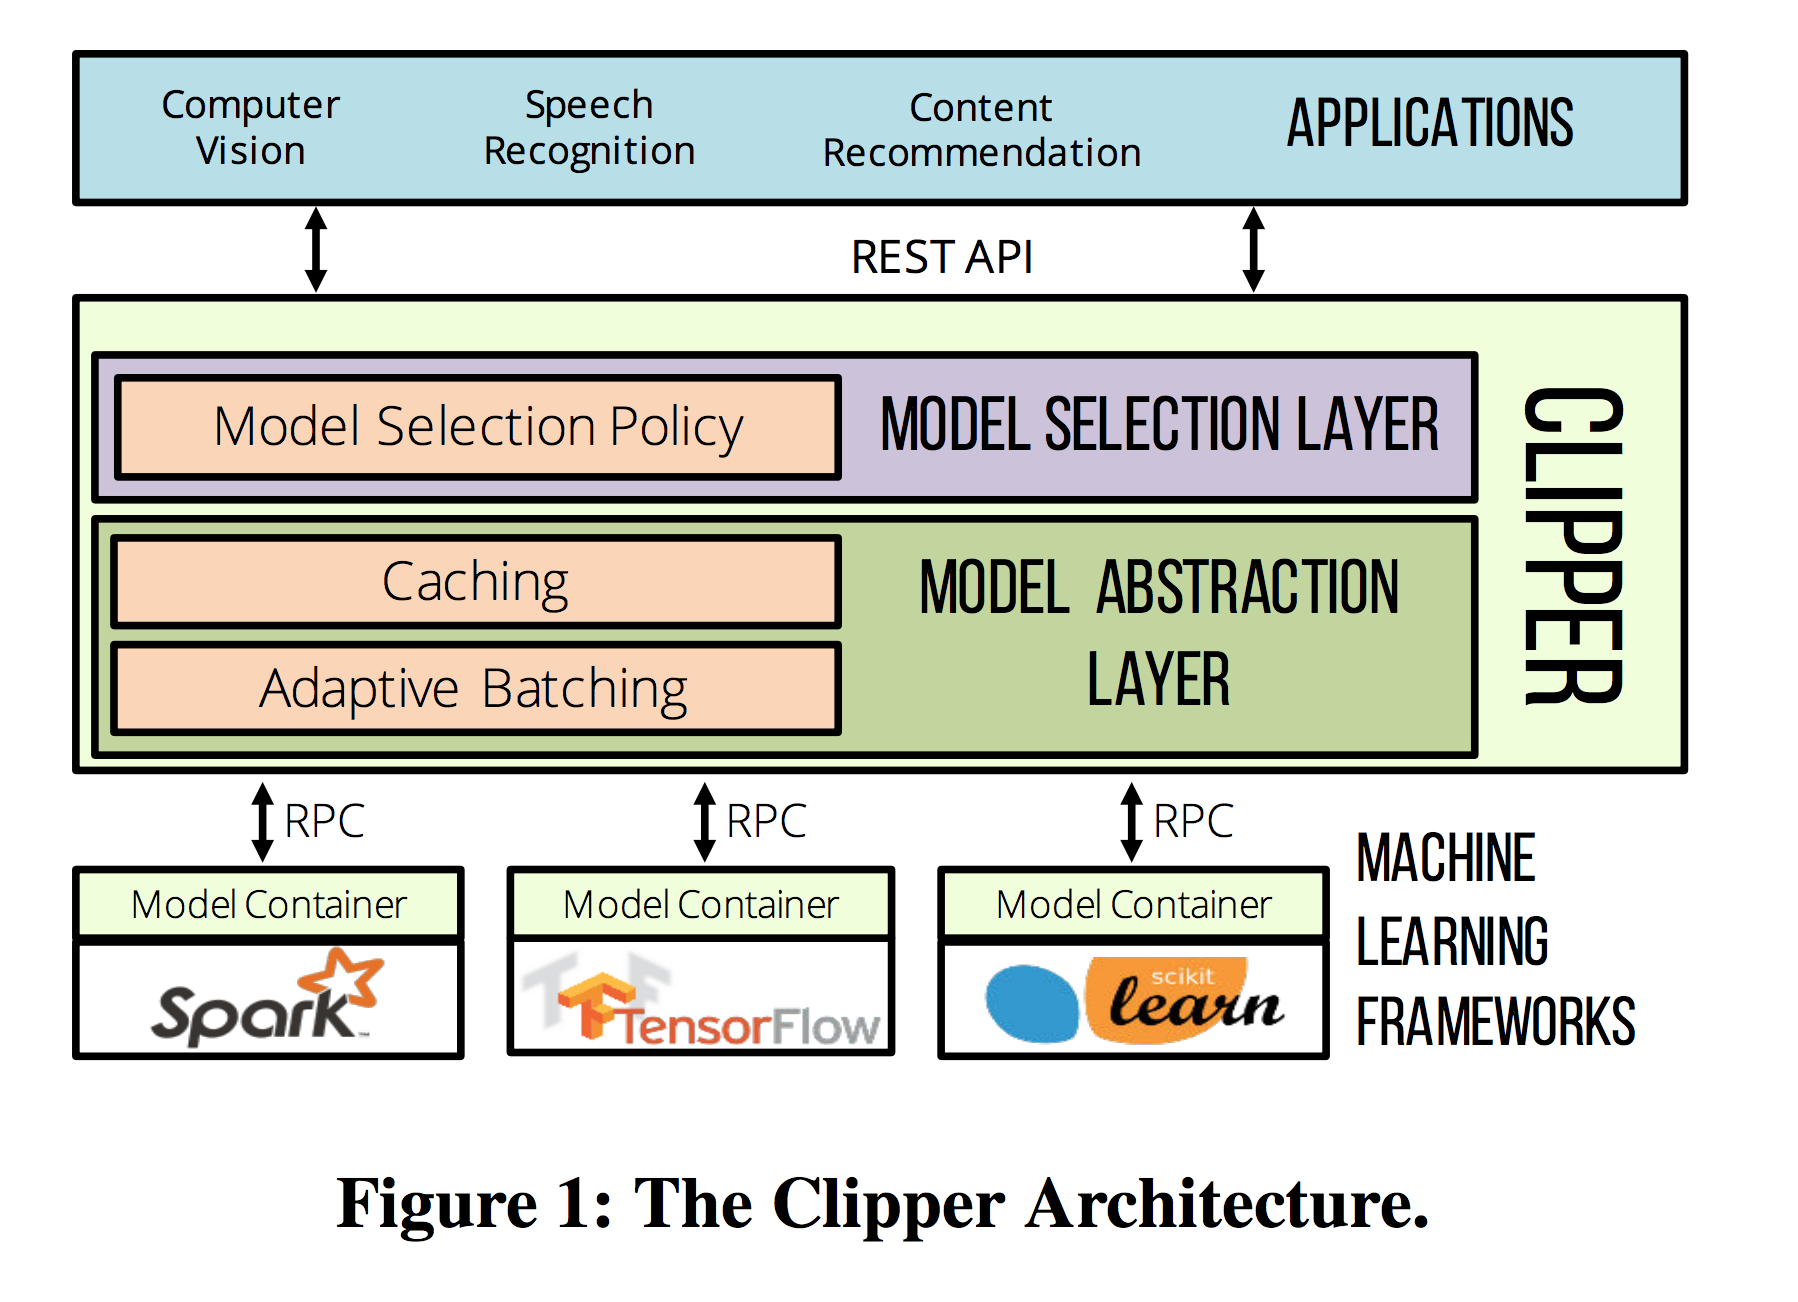 Computer
Vision
Speech
Recognition
Content
Recommendation
APPLICATIONS
REST API
Model Selection Policy
MODEL SELECTION LAYER
Caching
Adaptive Batching
MODEL ABSTRACTION
LAYER
CLIPPER
RPC
RPC
RPC
Model Container
Model Container
Model Container
Spark™
TensorFlow
scikit
learn
MACHINE
LEARNING
FRAMEWORKS
Figure 1: The Clipper Architecture.